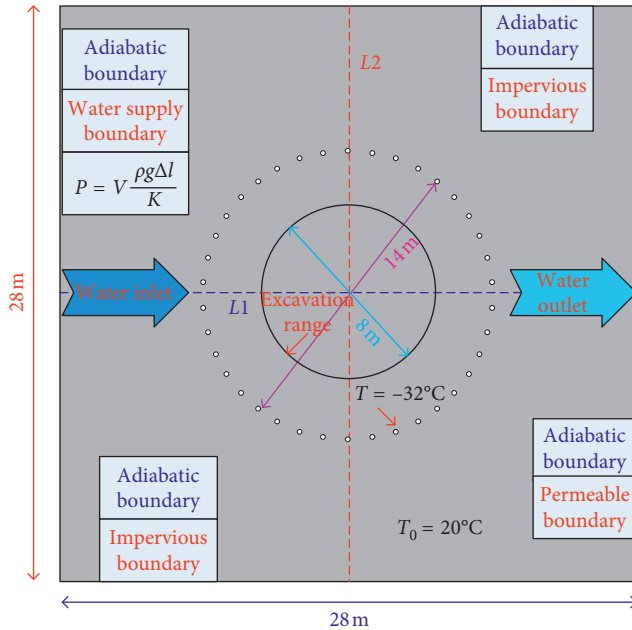 Adiabatic
boundary
Water supply
boundary
P = V ρgΔl / K
L2
Adiabatic
boundary
Impervious
boundary
28 m
Water inlet
L1
14 m
Excavation
range
8 m
Water
outlet
T = –32°C
Adiabatic
boundary
Impervious
boundary
Adiabatic
boundary
Permeable
boundary
T₀ = 20°C
28 m